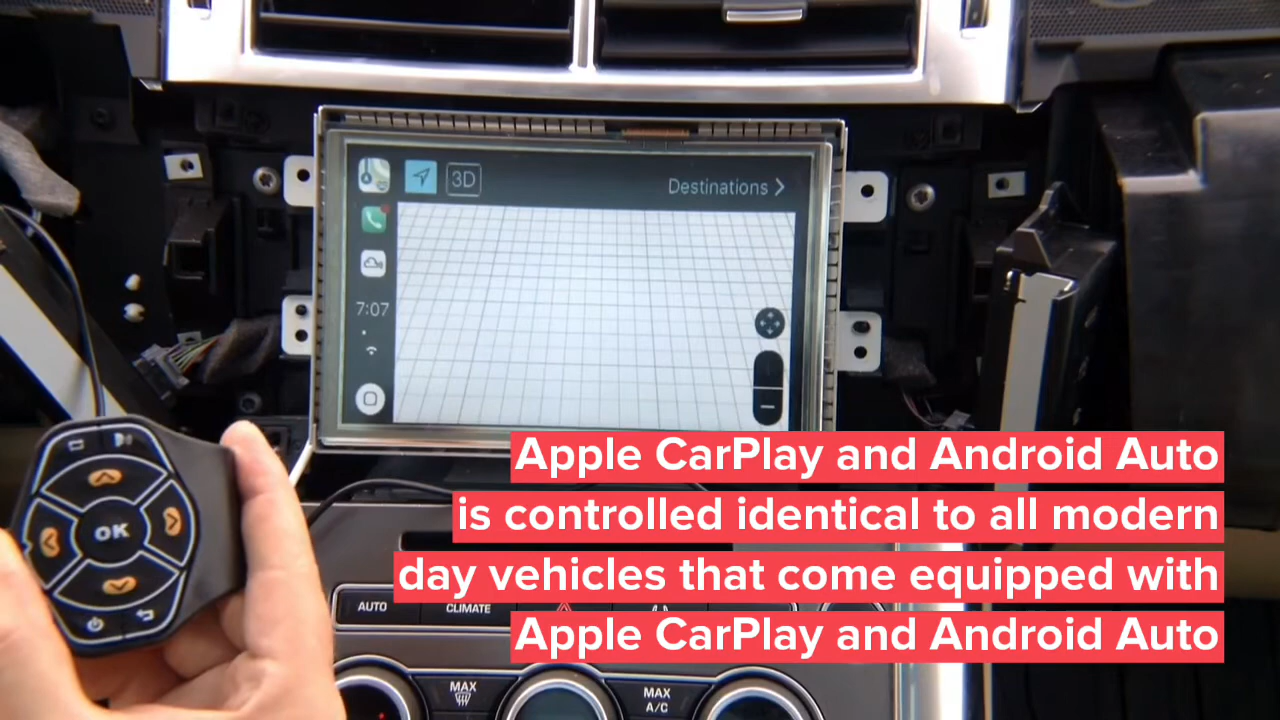 3D
Destinations
7:07
OK
Apple CarPlay and Android Auto
is controlled identical to all modern
day vehicles that come equipped with
Apple CarPlay and Android Auto
AUTO
CLIMATE
MAX
MAX
A/C